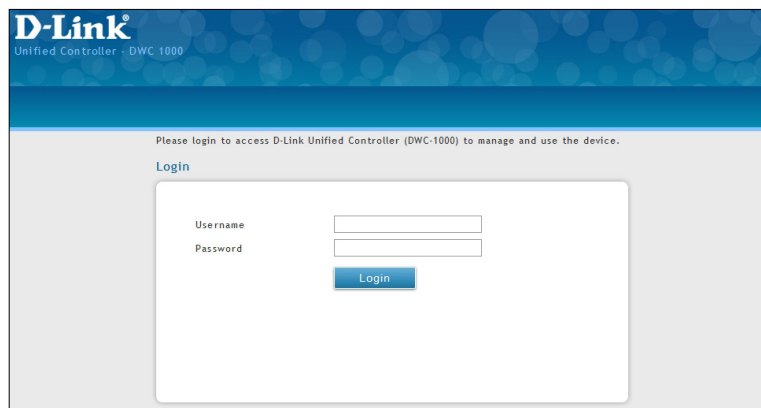 D-Link®
Unified Controller - DWC 1000
Please login to access D-Link Unified Controller (DWC-1000) to manage and use the device.
Login
Username
Password
Login